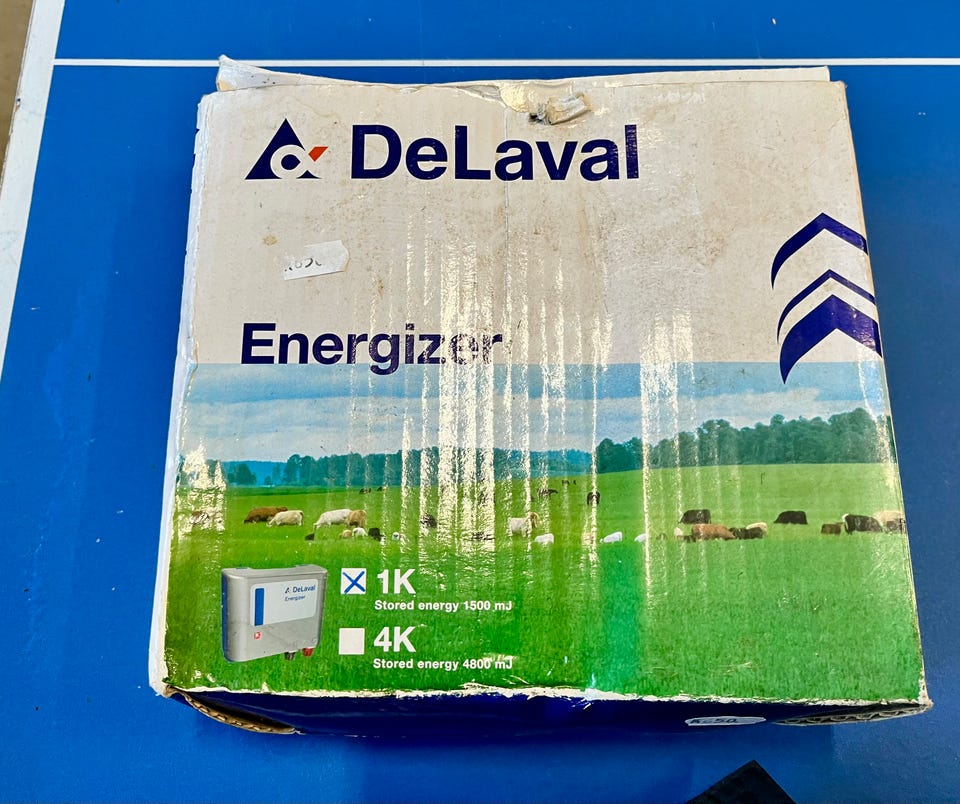 DeLaval
Energizer
DeLaval
Energizer
1K
Stored energy 1500 mJ
4K
Stored energy 4800 mJ